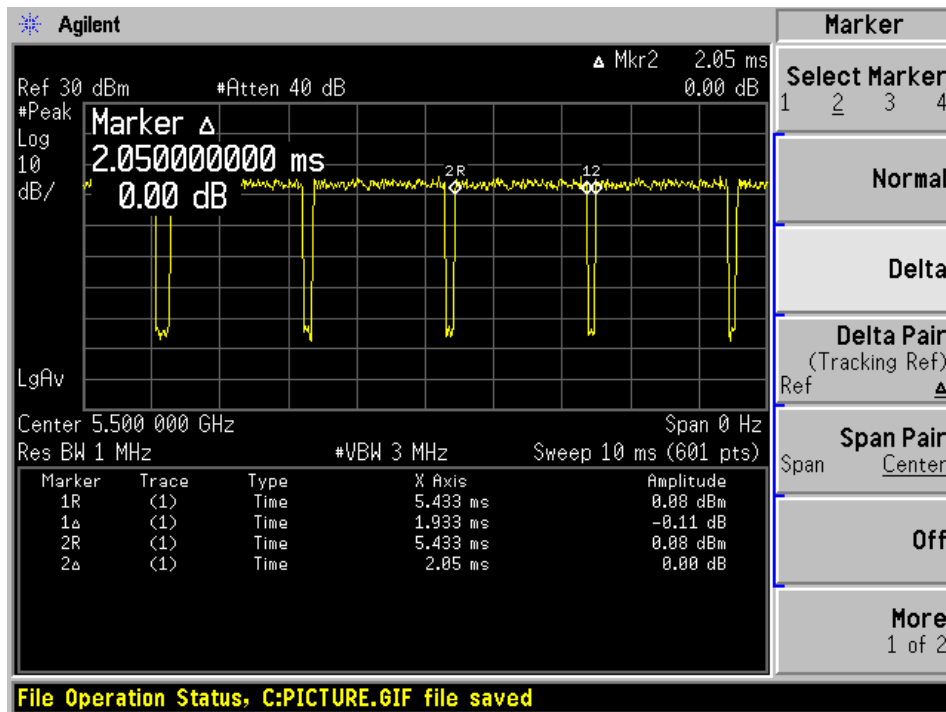 Agilent
Marker
Δ Mkr2 2.05 ms
Ref 30 dBm #Atten 40 dB 0.00 dB
#Peak
Log
10
dB/
Marker Δ
2.050000000 ms
0.00 dB
2R
12
LgAv
Center 5.500 000 GHz Span 0 Hz
Res BW 1 MHz #VBW 3 MHz Sweep 10 ms (601 pts)
Marker Trace Type X Axis Amplitude
1R (1) Time 5.433 ms 0.08 dBm
1Δ (1) Time 1.933 ms -0.11 dB
2R (1) Time 5.433 ms 0.08 dBm
2Δ (1) Time 2.05 ms 0.00 dB
Select Marker
1 2 3 4
Normal
Delta
Delta Pair
(Tracking Ref)
Ref Δ
Span Pair
Span Center
Off
More
1 of 2
File Operation Status, C:PICTURE.GIF file saved